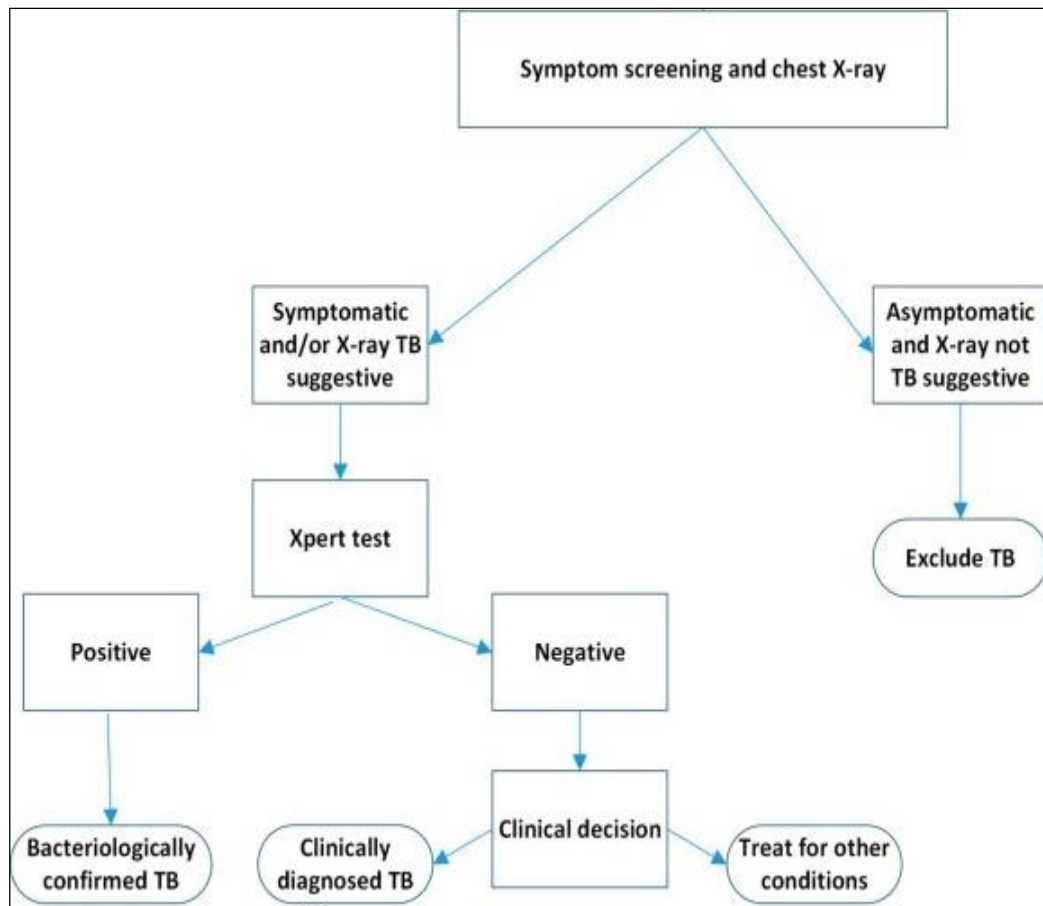 Symptom screening and chest X-ray
Symptomatic
and/or X-ray TB
suggestive
Asymptomatic
and X-ray not
TB suggestive
Xpert test
Exclude TB
Positive
Negative
Clinical decision
Bacteriologically
confirmed TB
Clinically
diagnosed TB
Treat for other
conditions